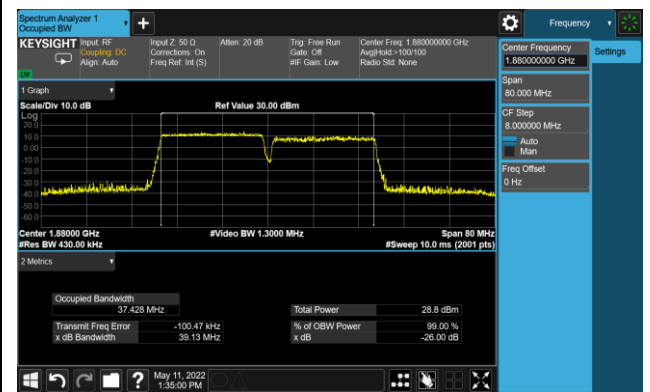 Spectrum Analyzer 1
Occupied BW
Frequency
KEYSIGHT
Input: RF
Coupling: DC
Align: Auto
Input Z: 50 Ω
Corrections: On
Freq Ref: Int (S)
Atten: 20 dB
Trig: Free Run
Gate: Off
#IF Gain: Low
Center Freq: 1.880000000 GHz
Avg|Hold:>100/100
Radio Std: None
Center Frequency
1.880000000 GHz
Settings
Span
80.000 MHz
CF Step
8.000000 MHz
Auto
Man
Freq Offset
0 Hz
1 Graph
Scale/Div 10.0 dB
Ref Value 30.00 dBm
Log
20.0
10.0
0.00
-10.0
-20.0
-30.0
-40.0
-50.0
-60.0
Center 1.88000 GHz
#Video BW 1.3000 MHz
Span 80 MHz
#Res BW 430.00 kHz
#Sweep 10.0 ms (2001 pts)
2 Metrics
Occupied Bandwidth
37.428 MHz
Total Power
28.8 dBm
Transmit Freq Error
-100.47 kHz
% of OBW Power
99.00 %
x dB Bandwidth
39.13 MHz
x dB
-26.00 dB
?
May 11, 2022
1:35:00 PM